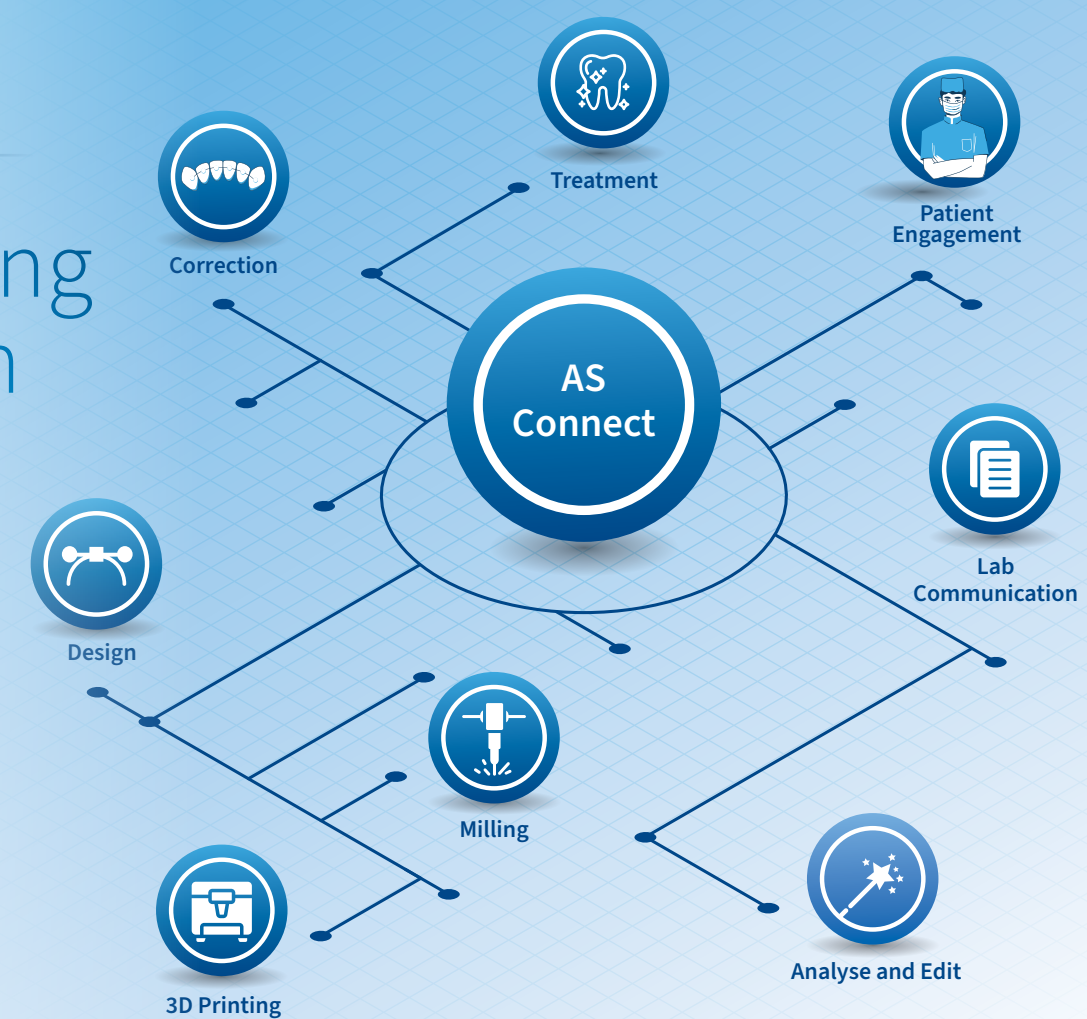 Treatment
Patient
Engagement
Correction
AS
Connect
Lab
Communication
Design
Milling
Analyse and Edit
3D Printing